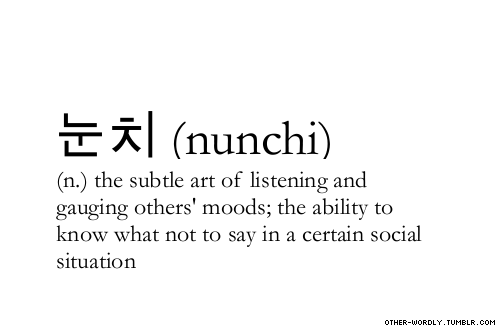 눈치 (nunchi)
(n.) the subtle art of listening and
gauging others' moods; the ability to
know what not to say in a certain social
situation
OTHER-WORDLY.TUMBLR.COM